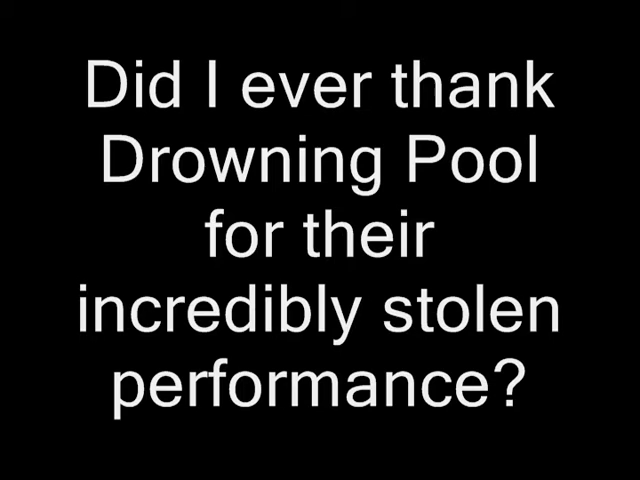 Did I ever thank
Drowning Pool
for their
incredibly stolen
performance?